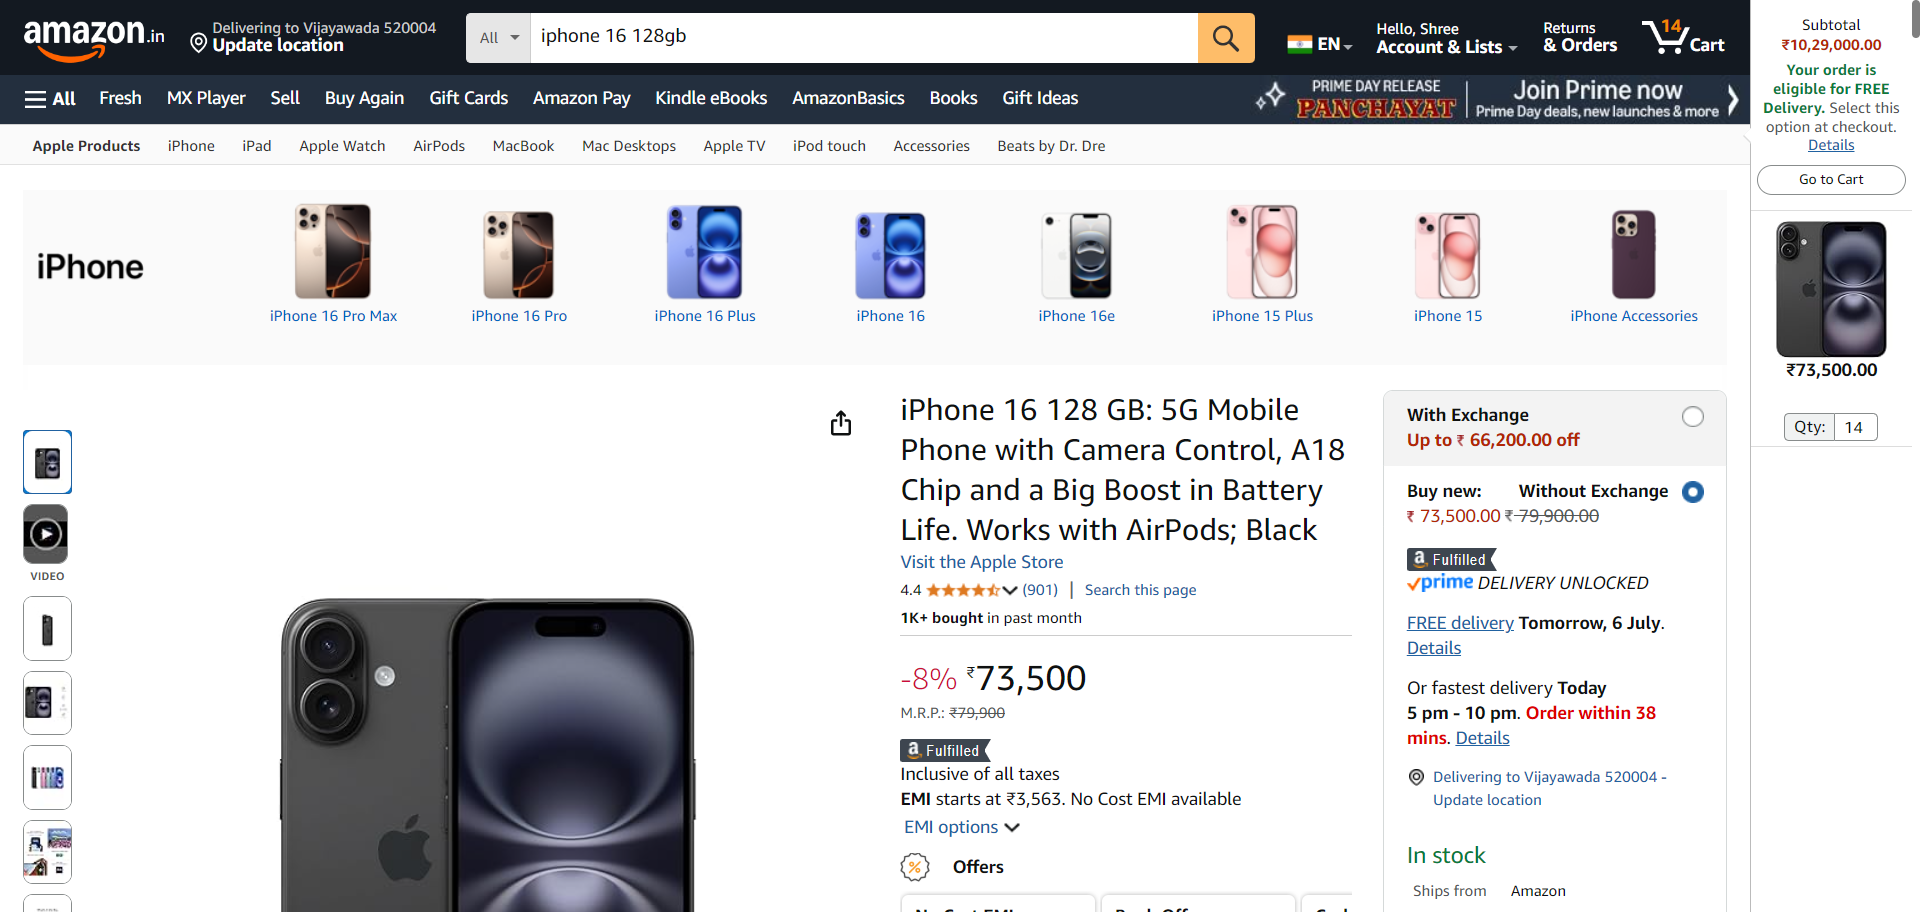 amazon.in
Delivering to Vijayawada 520004
Update location
All
iphone 16 128gb
EN
Hello, Shree
Account & Lists
Returns
& Orders
14
Cart
All
Fresh
MX Player
Sell
Buy Again
Gift Cards
Amazon Pay
Kindle eBooks
AmazonBasics
Books
Gift Ideas
PRIME DAY RELEASE
PANCHAYAT
Join Prime now
Prime Day deals, new launches & more
Apple Products
iPhone
iPad
Apple Watch
AirPods
MacBook
Mac Desktops
Apple TV
iPod touch
Accessories
Beats by Dr. Dre
iPhone
iPhone 16 Pro Max
iPhone 16 Pro
iPhone 16 Plus
iPhone 16
iPhone 16e
iPhone 15 Plus
iPhone 15
iPhone Accessories
VIDEO
iPhone 16 128 GB: 5G Mobile
Phone with Camera Control, A18
Chip and a Big Boost in Battery
Life. Works with AirPods; Black
Visit the Apple Store
4.4 (901) | Search this page
1K+ bought in past month
-8% ₹73,500
M.R.P.: ₹79,900
a Fulfilled
Inclusive of all taxes
EMI starts at ₹3,563. No Cost EMI available
EMI options
% Offers
With Exchange
Up to ₹ 66,200.00 off
Buy new: Without Exchange
₹ 73,500.00 ₹ 79,900.00
a Fulfilled
prime DELIVERY UNLOCKED
FREE delivery Tomorrow, 6 July.
Details
Or fastest delivery Today
5 pm - 10 pm. Order within 38
mins. Details
Delivering to Vijayawada 520004 -
Update location
In stock
Ships from Amazon
Subtotal
₹10,29,000.00
Your order is
eligible for FREE
Delivery. Select this
option at checkout.
Details
Go to Cart
₹73,500.00
Qty: 14